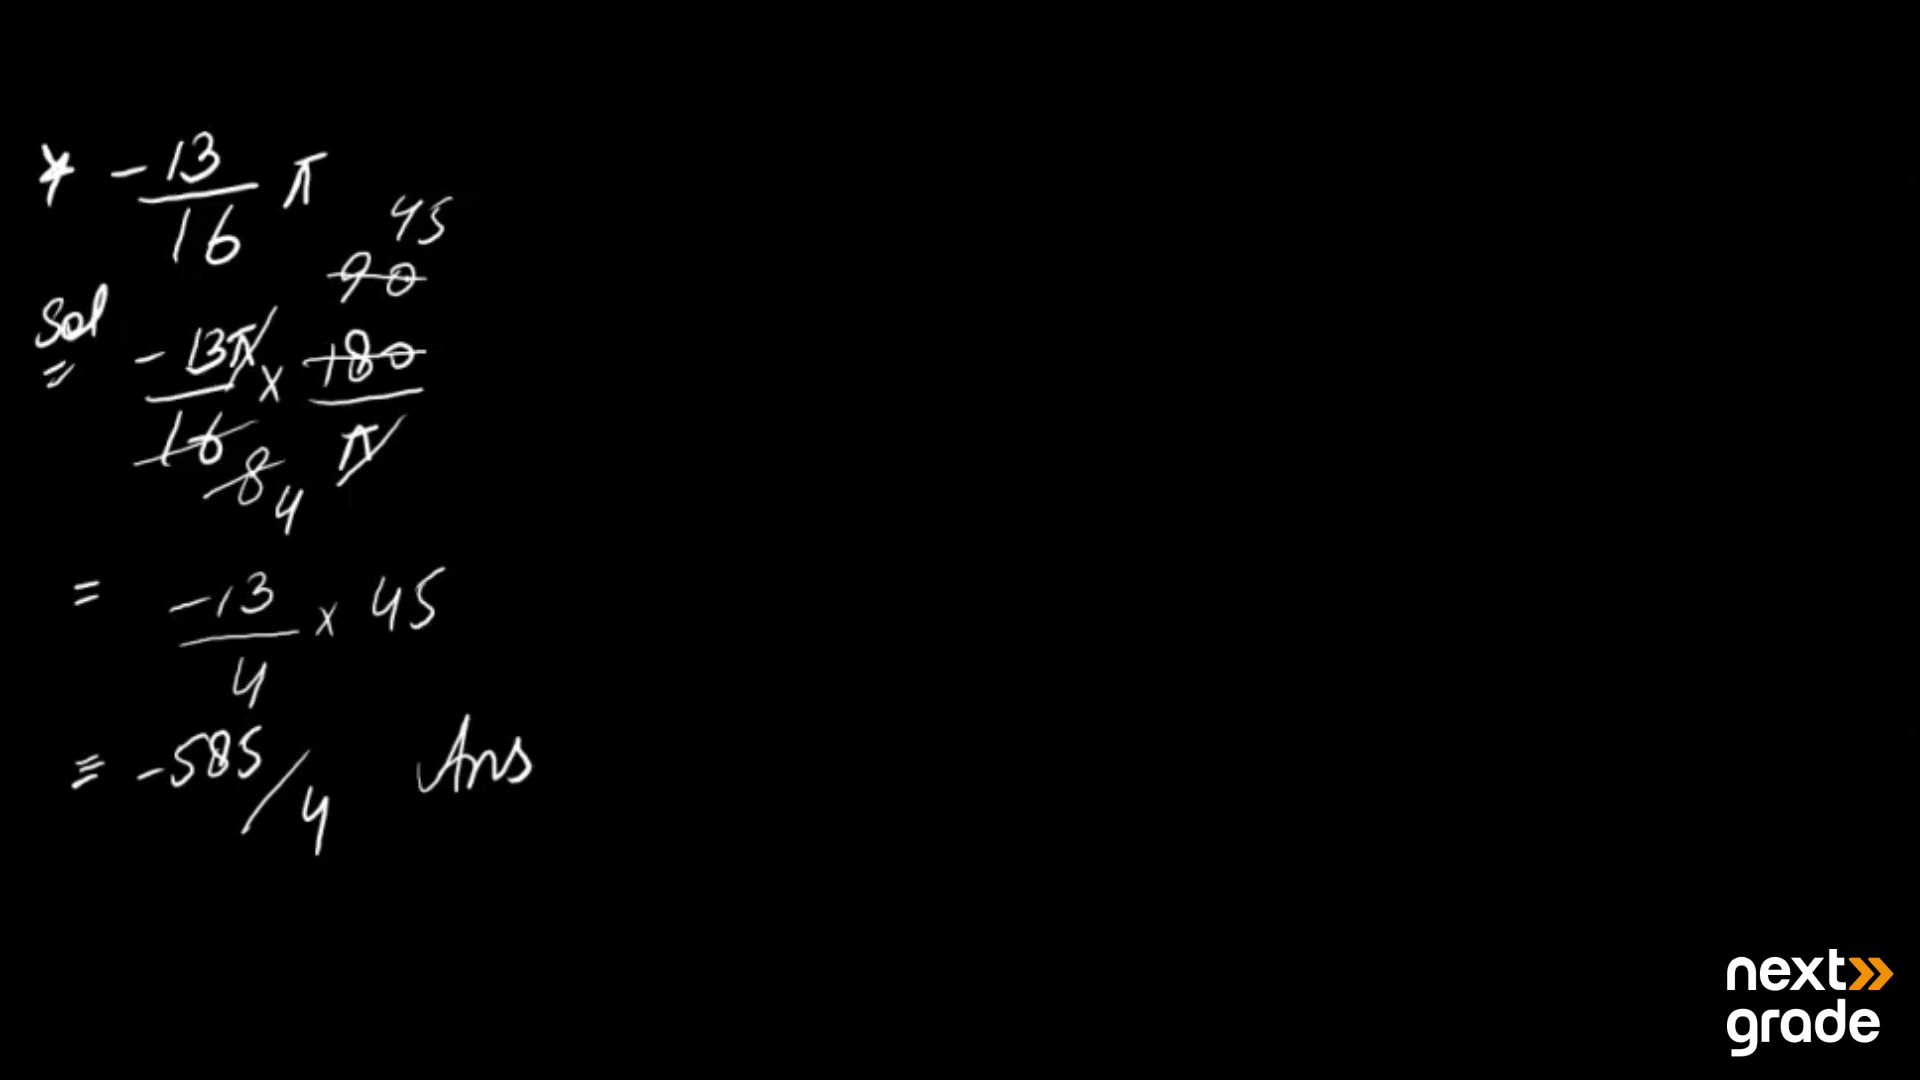 * -13/16 π
Sol
= -13π/16 × 180/π
90
45
8
4
= -13/4 × 45
= -585/4 Ans
next
grade